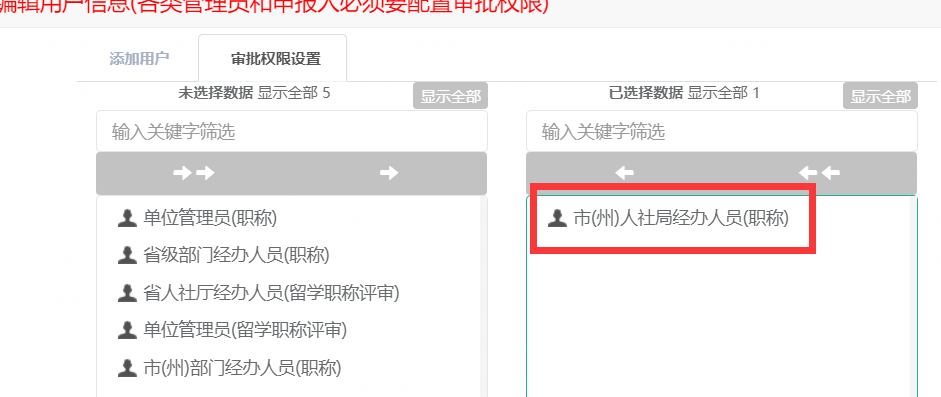 编辑用户信息(各类管理员和申报人必须要配置审批权限)
添加用户 审批权限设置
未选择数据 显示全部 5 显示全部
已选择数据 显示全部 1 显示全部
输入关键字筛选
输入关键字筛选
单位管理员(职称)
市(州)人社局经办人员(职称)
省级部门经办人员(职称)
省人社厅经办人员(留学职称评审)
单位管理员(留学职称评审)
市(州)部门经办人员(职称)